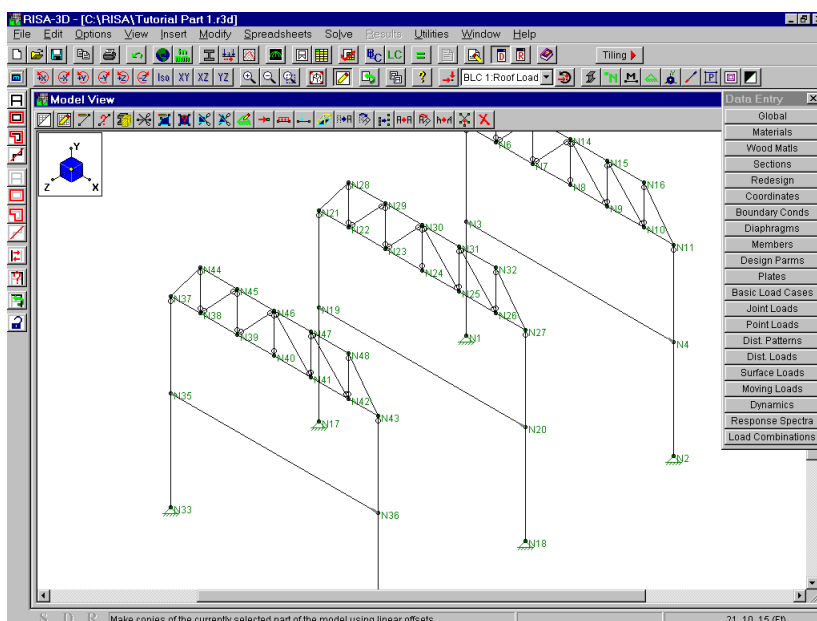 RISA-3D - [C:\RISA\Tutorial Part 1.r3d]
File Edit Options View Insert Modify Spreadsheets Solve Results Utilities Window Help
BC LC D R Tiling
Iso XY XZ YZ BLC 1:Roof Load
Model View
Data Entry
Global
Materials
Wood Matls
Sections
Redesign
Coordinates
Boundary Conds
Diaphragms
Members
Design Parms
Plates
Basic Load Cases
Joint Loads
Point Loads
Dist. Patterns
Dist. Loads
Surface Loads
Moving Loads
Dynamics
Response Spectra
Load Combinations
Y
Z X
N6
N14
N7
N15
N8
N16
N9
N10
N11
N3
N28
N21
N29
N22
N30
N23
N31
N24
N32
N25
N26
N27
N44
N37
N45
N38
N46
N39
N47
N40
N48
N41
N42
N43
N19
N1
N4
N35
N17
N20
N2
N33
N36
N18
S D R Make copies of the currently selected part of the model using linear offsets
21, 10, 15 (Ft)